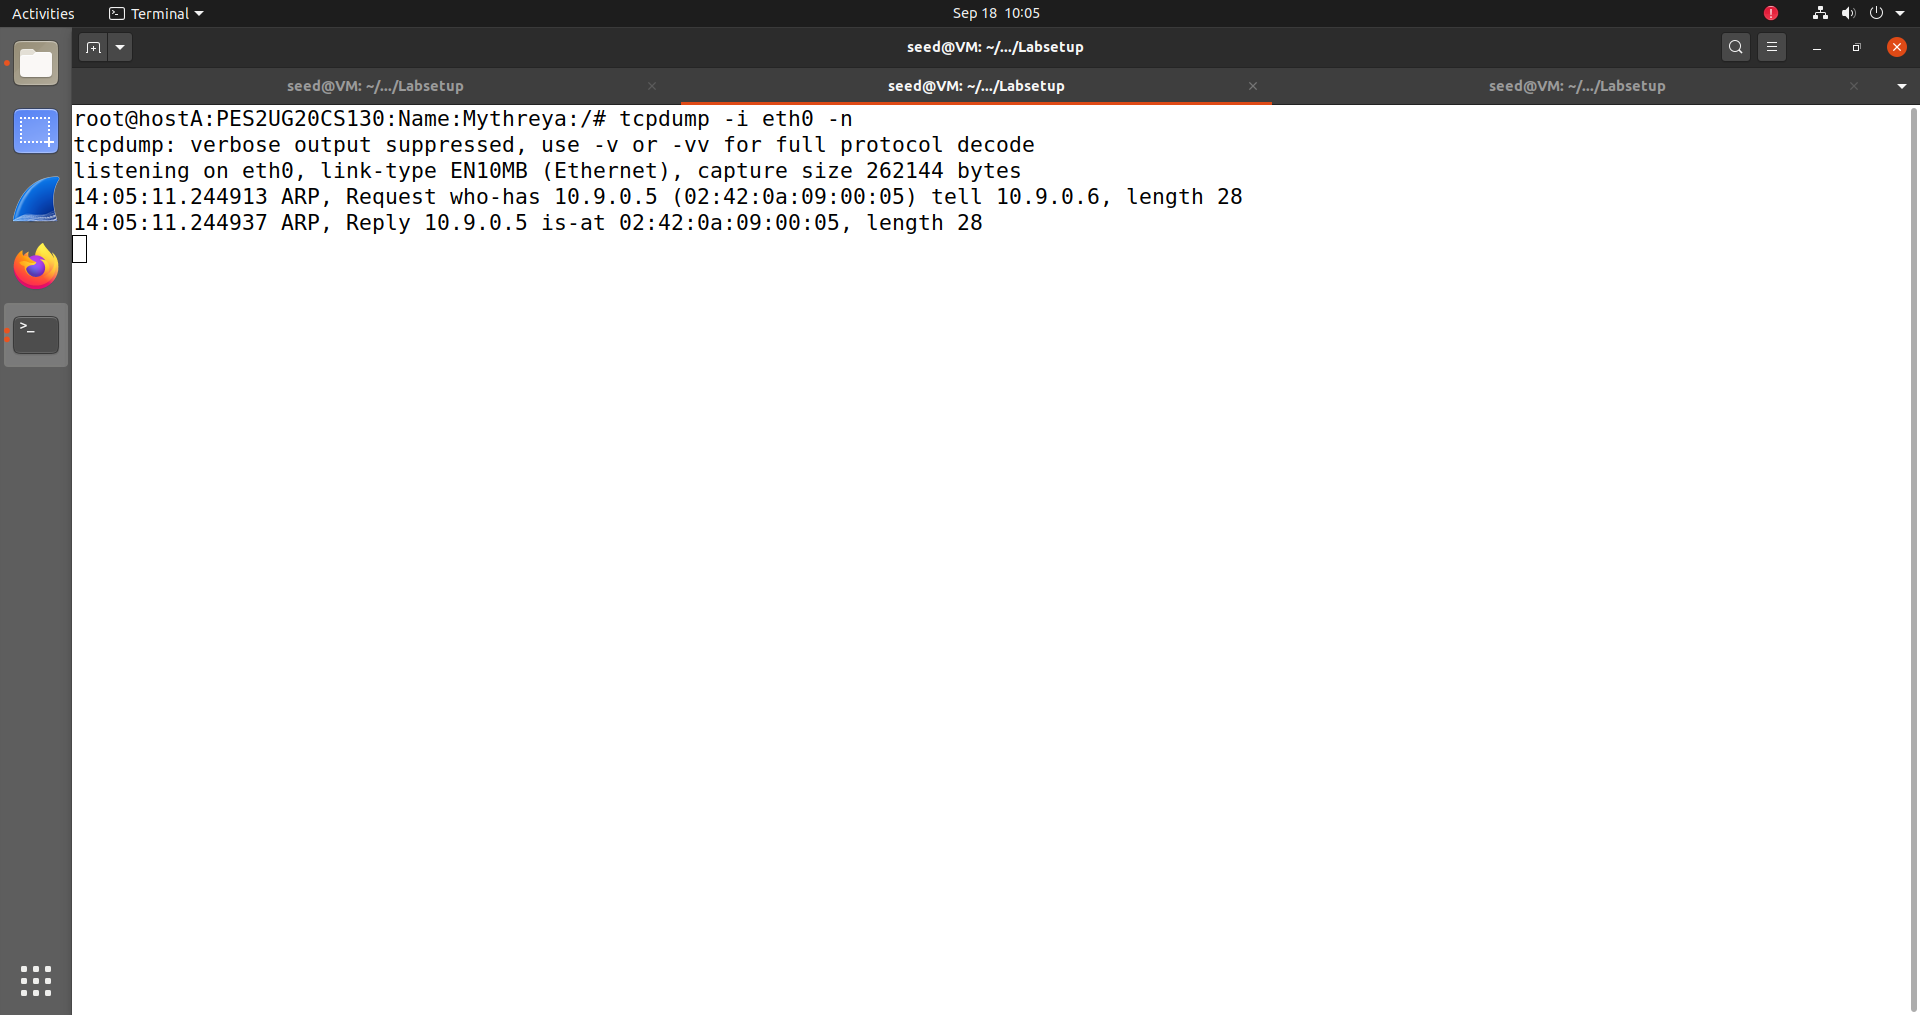 Activities
Terminal
Sep 18 10:05
seed@VM: ~/.../Labsetup
seed@VM: ~/.../Labsetup
seed@VM: ~/.../Labsetup
seed@VM: ~/.../Labsetup
root@hostA:PES2UG20CS130:Name:Mythreya:/# tcpdump -i eth0 -n
tcpdump: verbose output suppressed, use -v or -vv for full protocol decode
listening on eth0, link-type EN10MB (Ethernet), capture size 262144 bytes
14:05:11.244913 ARP, Request who-has 10.9.0.5 (02:42:0a:09:00:05) tell 10.9.0.6, length 28
14:05:11.244937 ARP, Reply 10.9.0.5 is-at 02:42:0a:09:00:05, length 28